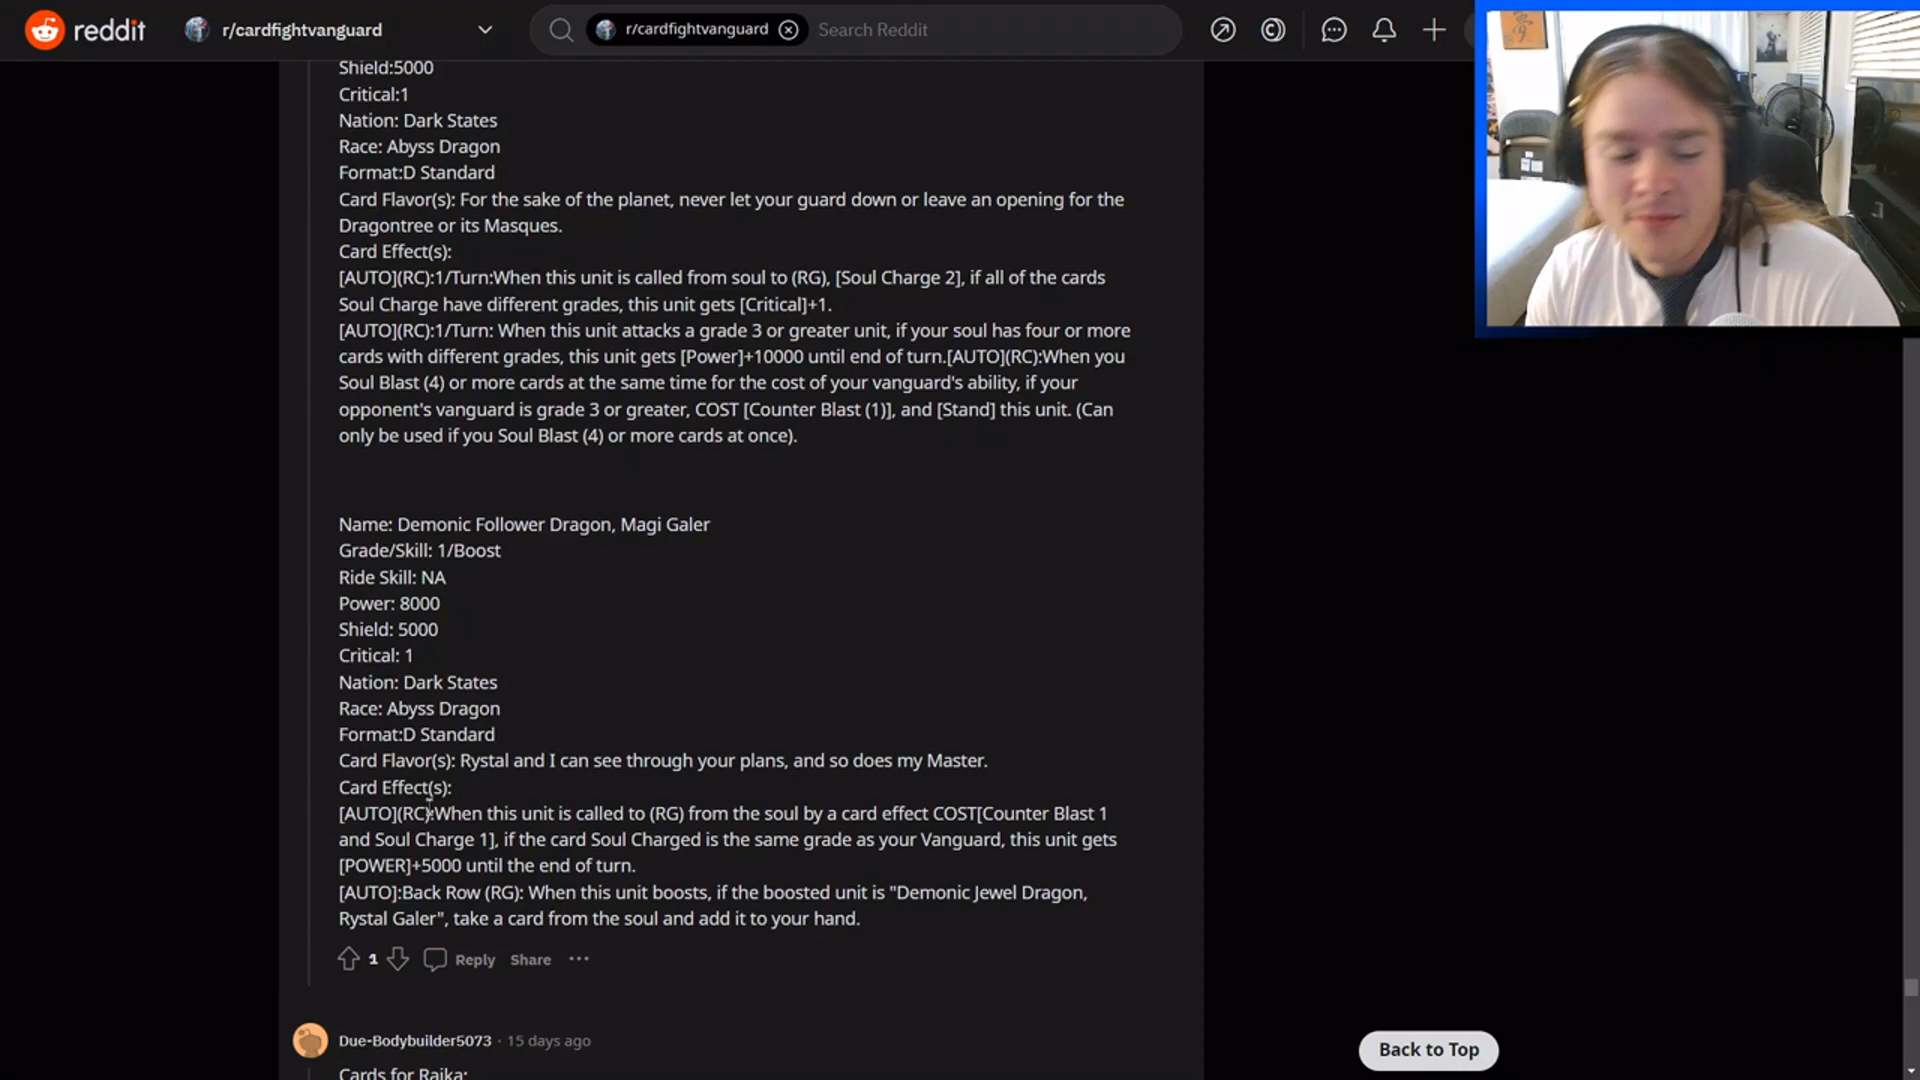 reddit
r/cardfightvanguard
r/cardfightvanguard
Search Reddit
Shield:5000
Critical:1
Nation: Dark States
Race: Abyss Dragon
Format:D Standard
Card Flavor(s): For the sake of the planet, never let your guard down or leave an opening for the
Dragontree or its Masques.
Card Effect(s):
[AUTO](RC):1/Turn:When this unit is called from soul to (RG), [Soul Charge 2], if all of the cards
Soul Charge have different grades, this unit gets [Critical]+1.
[AUTO](RC):1/Turn: When this unit attacks a grade 3 or greater unit, if your soul has four or more
cards with different grades, this unit gets [Power]+10000 until end of turn.[AUTO](RC):When you
Soul Blast (4) or more cards at the same time for the cost of your vanguard's ability, if your
opponent's vanguard is grade 3 or greater, COST [Counter Blast (1)], and [Stand] this unit. (Can
only be used if you Soul Blast (4) or more cards at once).
Name: Demonic Follower Dragon, Magi Galer
Grade/Skill: 1/Boost
Ride Skill: NA
Power: 8000
Shield: 5000
Critical: 1
Nation: Dark States
Race: Abyss Dragon
Format:D Standard
Card Flavor(s): Rystal and I can see through your plans, and so does my Master.
Card Effect(s):
[AUTO](RC):When this unit is called to (RG) from the soul by a card effect COST[Counter Blast 1
and Soul Charge 1], if the card Soul Charged is the same grade as your Vanguard, this unit gets
[POWER]+5000 until the end of turn.
[AUTO]:Back Row (RG): When this unit boosts, if the boosted unit is "Demonic Jewel Dragon,
Rystal Galer", take a card from the soul and add it to your hand.
1
Reply
Share
Due-Bodybuilder5073 · 15 days ago
Cards for Raika:
Back to Top